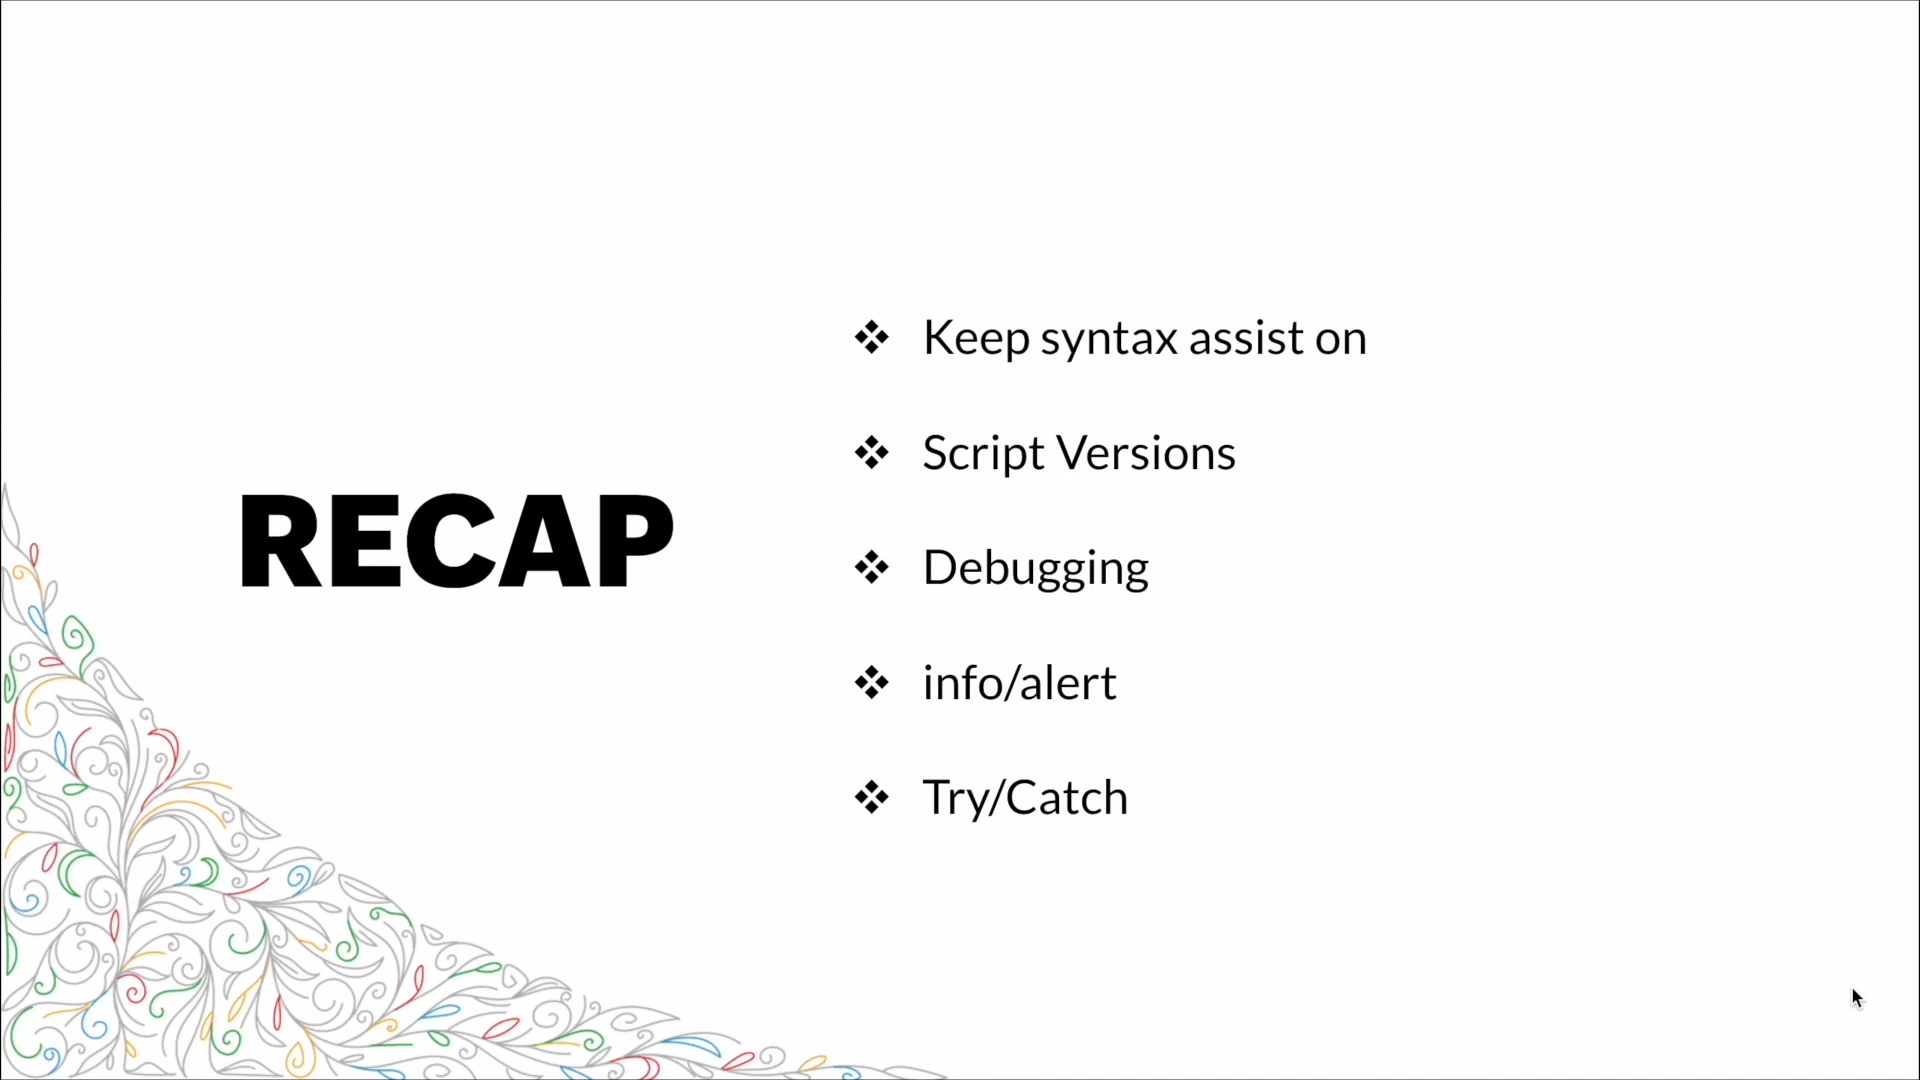 RECAP
❖ Keep syntax assist on
❖ Script Versions
❖ Debugging
❖ info/alert
❖ Try/Catch